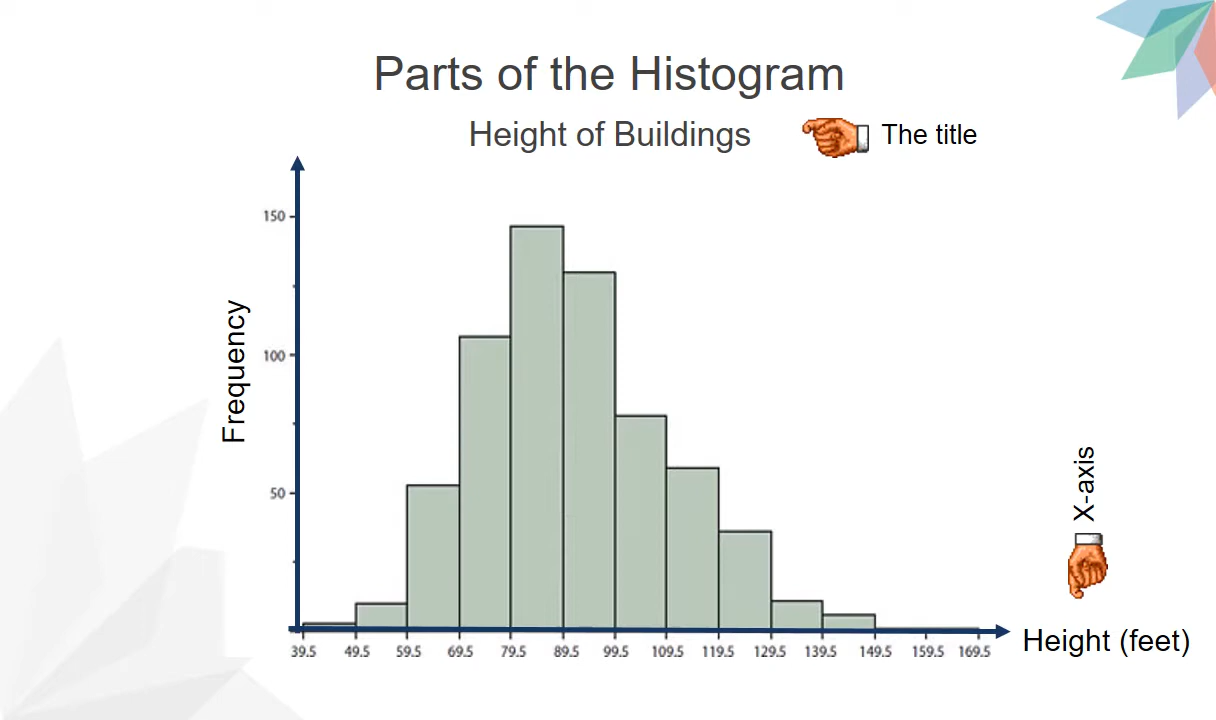 Parts of the Histogram
Height of Buildings
The title
150
100
50
Frequency
X-axis
39.5 49.5 59.5 69.5 79.5 89.5 99.5 109.5 119.5 129.5 139.5 149.5 159.5 169.5
Height (feet)